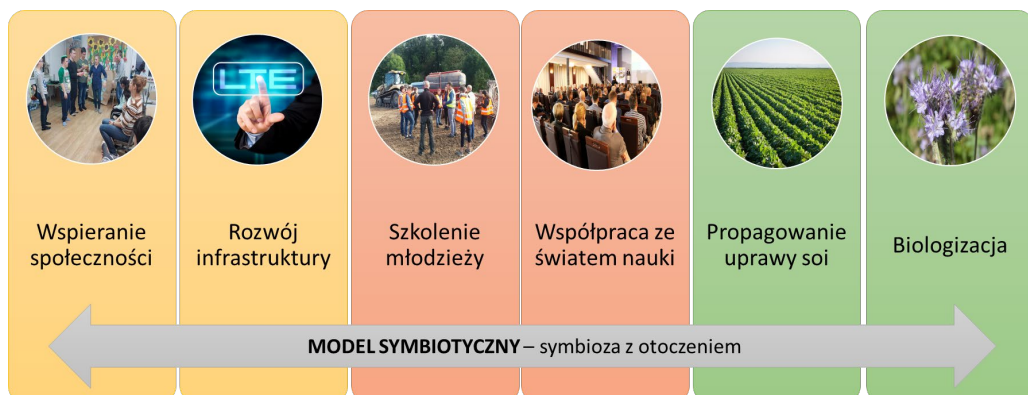 LTE
Wspieranie
społeczności
Rozwój
infrastruktury
Szkolenie
młodzieży
Współpraca ze
światem nauki
Propagowanie
uprawy soi
Biologizacja
MODEL SYMBIOTYCZNY – symbioza z otoczeniem